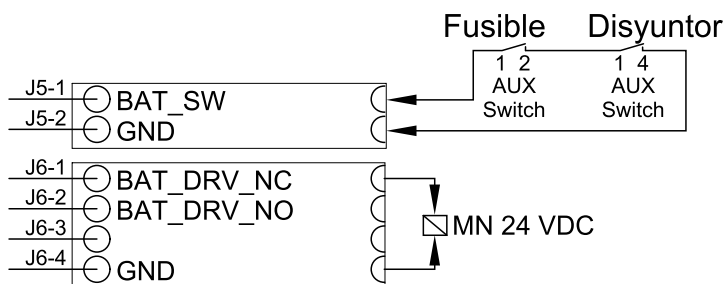 Fusible Disyuntor
1 2 1 4
AUX AUX
Switch Switch
J5-1 BAT_SW
J5-2 GND
J6-1 BAT_DRV_NC
J6-2 BAT_DRV_NO
MN 24 VDC
J6-3
J6-4 GND